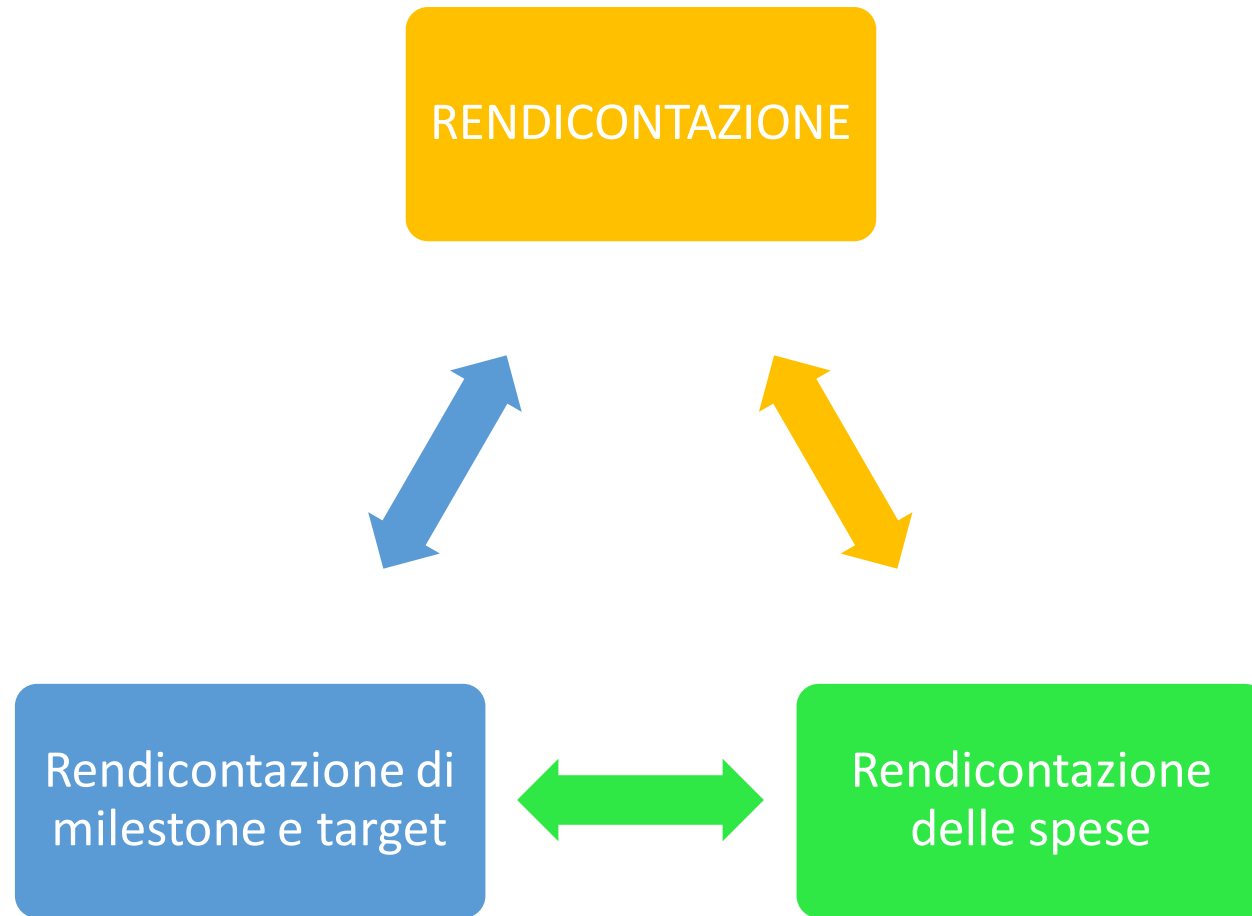 RENDICONTAZIONE
Rendicontazione di
milestone e target
Rendicontazione
delle spese